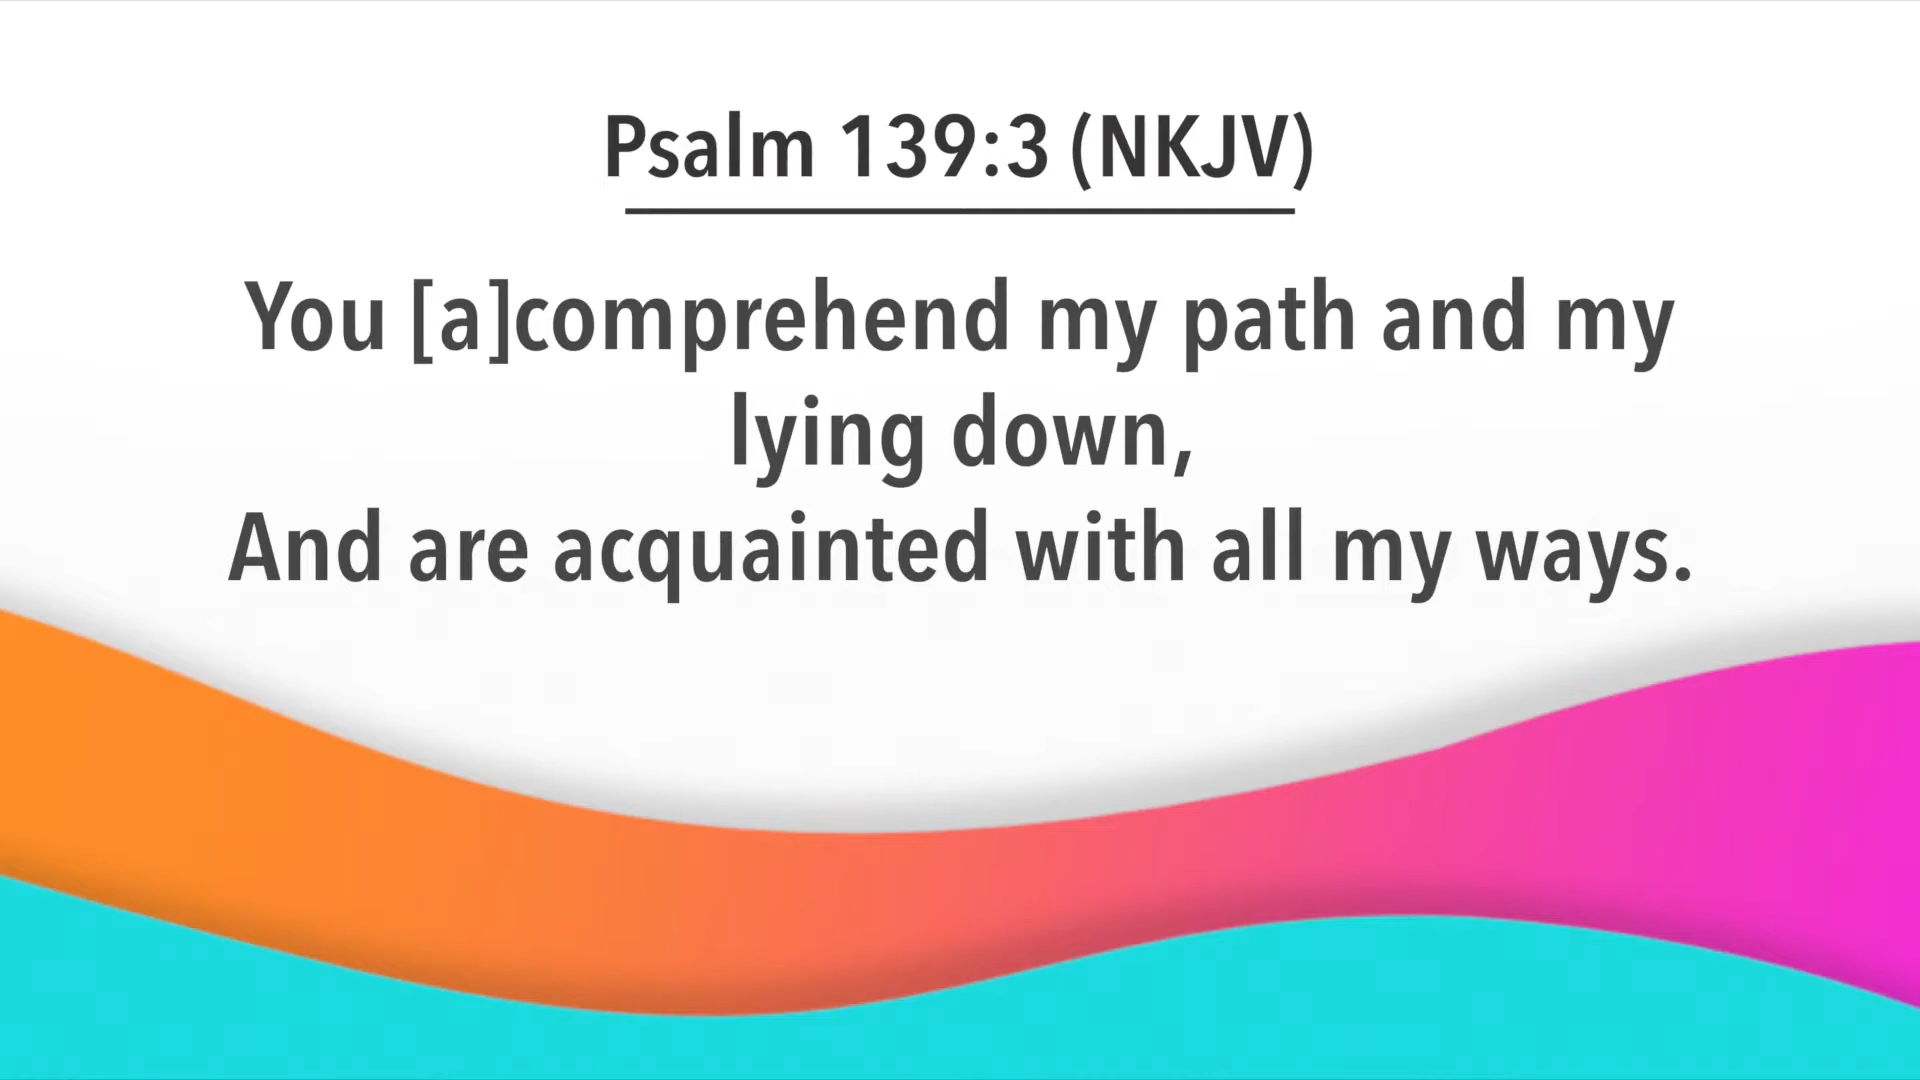 Psalm 139:3 (NKJV)
You [a]comprehend my path and my
lying down,
And are acquainted with all my ways.